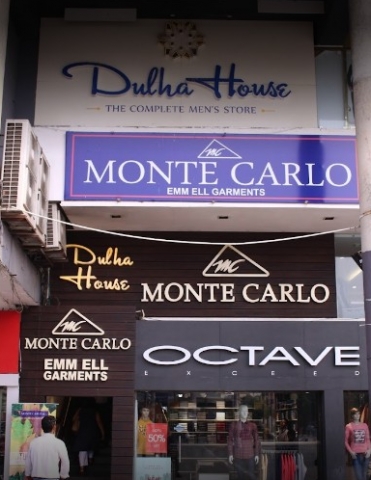 Dulha House
THE COMPLETE MEN'S STORE
MC
MONTE CARLO
EMM ELL GARMENTS
Dulha
House
MC
MONTE CARLO
MC
MONTE CARLO
EMM ELL
GARMENTS
OCTAVE
EXCEED
50%